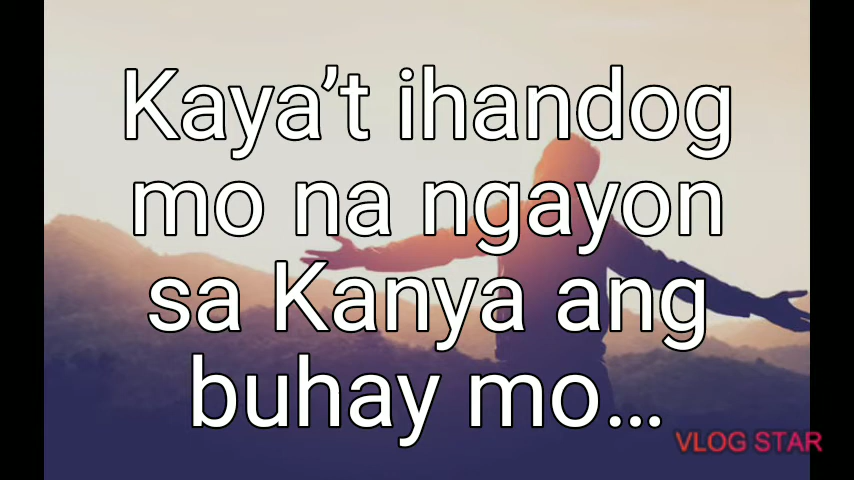 Kaya’t ihandog
mo na ngayon
sa Kanya ang
buhay mo...
VLOG STAR